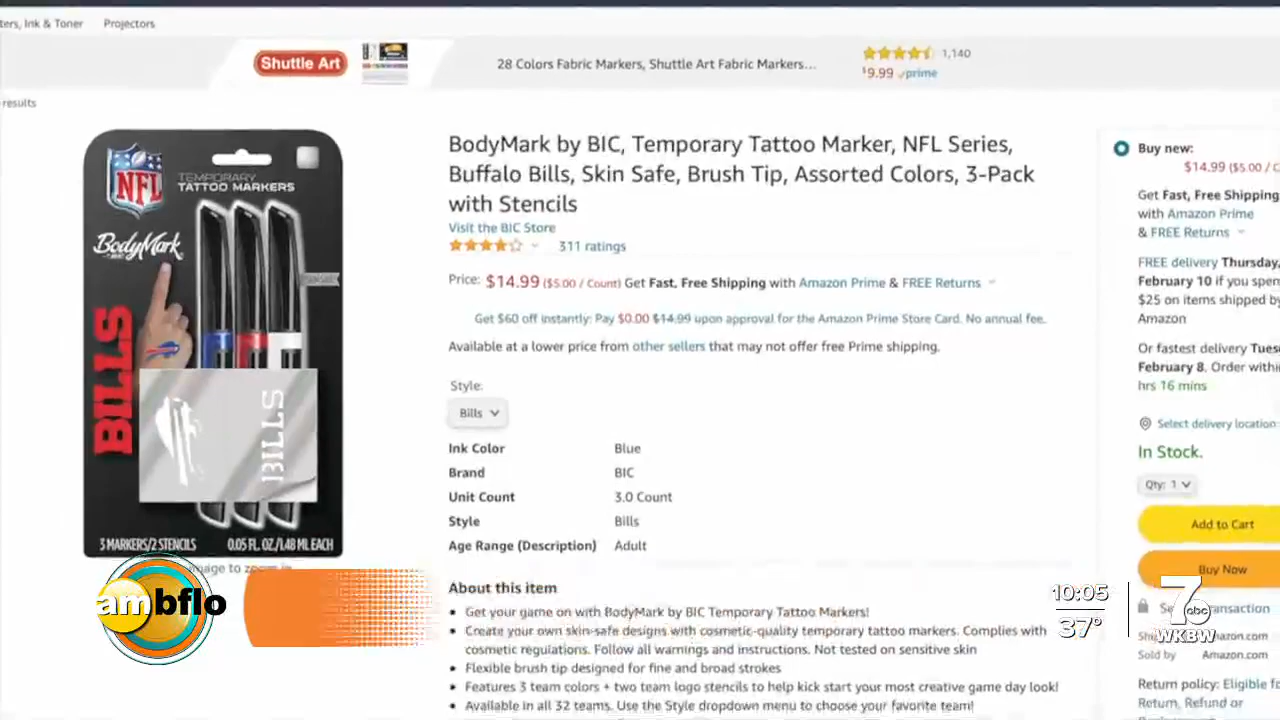 ters, Ink & Toner Projectors
Shuttle Art
28 Colors Fabric Markers, Shuttle Art Fabric Markers...
1,140
$9.99 prime
results
NFL
TEMPORARY
TATTOO MARKERS
BodyMark
BILLS
BILLS
3 MARKERS/2 STENCILS 0.05 FL. OZ./1.48 ML EACH
image to zoom in
BodyMark by BIC, Temporary Tattoo Marker, NFL Series,
Buffalo Bills, Skin Safe, Brush Tip, Assorted Colors, 3-Pack
with Stencils
Visit the BIC Store
311 ratings
Price: $14.99 ($5.00 / Count) Get Fast, Free Shipping with Amazon Prime & FREE Returns
Get $60 off instantly: Pay $0.00 $14.99 upon approval for the Amazon Prime Store Card. No annual fee.
Available at a lower price from other sellers that may not offer free Prime shipping.
Style:
Bills
Ink Color Blue
Brand BIC
Unit Count 3.0 Count
Style Bills
Age Range (Description) Adult
About this item
• Get your game on with BodyMark by BIC Temporary Tattoo Markers!
• Create your own skin-safe designs with cosmetic-quality temporary tattoo markers. Complies with
cosmetic regulations. Follow all warnings and instructions. Not tested on sensitive skin
• Flexible brush tip designed for fine and broad strokes
• Features 3 team colors + two team logo stencils to help kick start your most creative game day look!
• Available in all 32 teams. Use the Style dropdown menu to choose your favorite team!
Buy new:
$14.99 ($5.00 / C
Get Fast, Free Shipping
with Amazon Prime
& FREE Returns
FREE delivery Thursday,
February 10 if you spen
$25 on items shipped by
Amazon
Or fastest delivery Tues
February 8. Order withi
hrs 16 mins
Select delivery location
In Stock.
Qty: 1
Add to Cart
Buy Now
Se ransaction
Amazon.com
Sold by Amazon.com
Return policy: Eligible fo
Return, Refund or
am bflo
10:05
37°
7
abc
WKBW